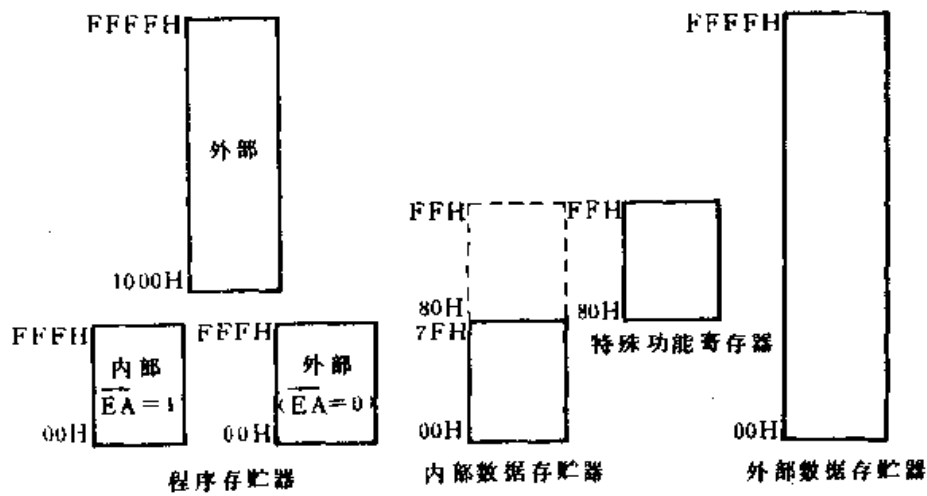 FFFFH
外部
1000H
FFFH
内部
E̅A̅=1
00H
FFFH
外部
(E̅A̅=0)
00H
程序存贮器
FFH
80H
7FH
00H
内部数据存贮器
FFH
80H
特殊功能寄存器
FFFFH
00H
外部数据存贮器